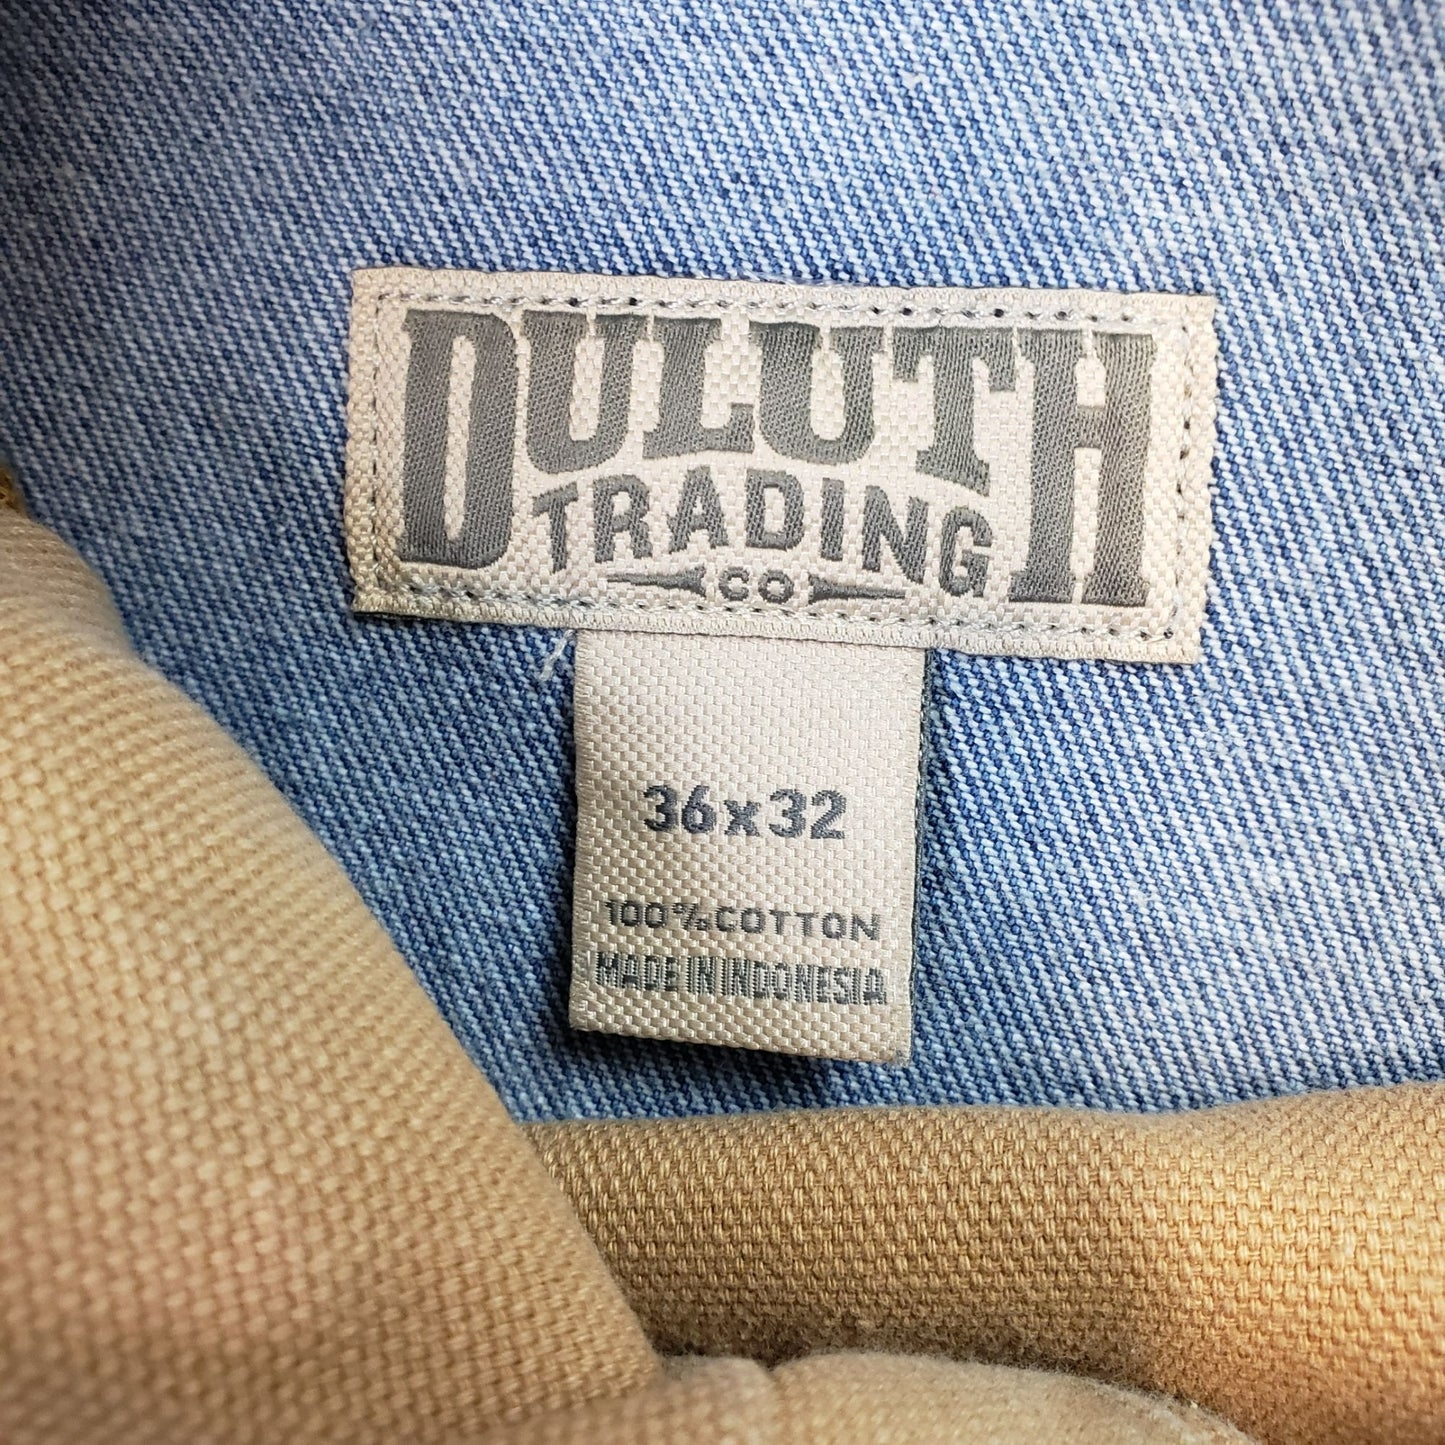 DULUTH
TRADING
CO
36x32
100% COTTON
MADE IN INDONESIA